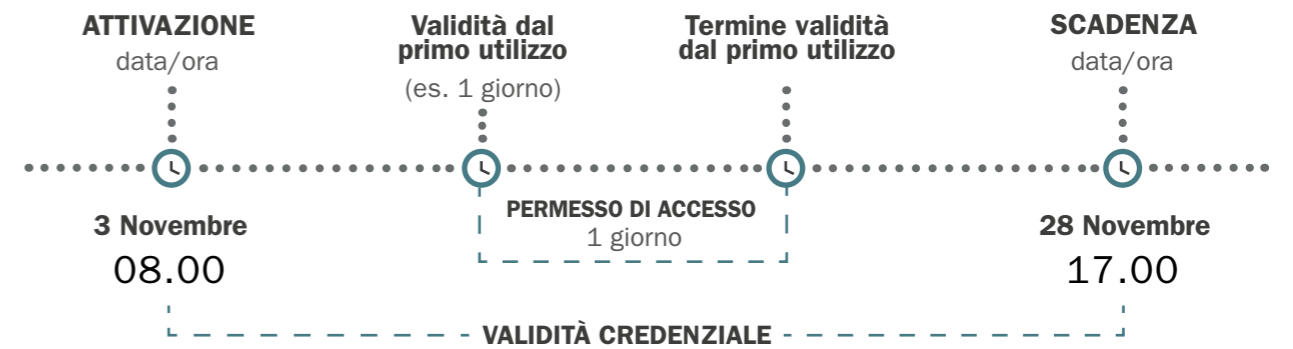 ATTIVAZIONE
data/ora
Validità dal
primo utilizzo
(es. 1 giorno)
Termine validità
dal primo utilizzo
SCADENZA
data/ora
3 Novembre
08.00
PERMESSO DI ACCESSO
1 giorno
28 Novembre
17.00
VALIDITÀ CREDENZIALE